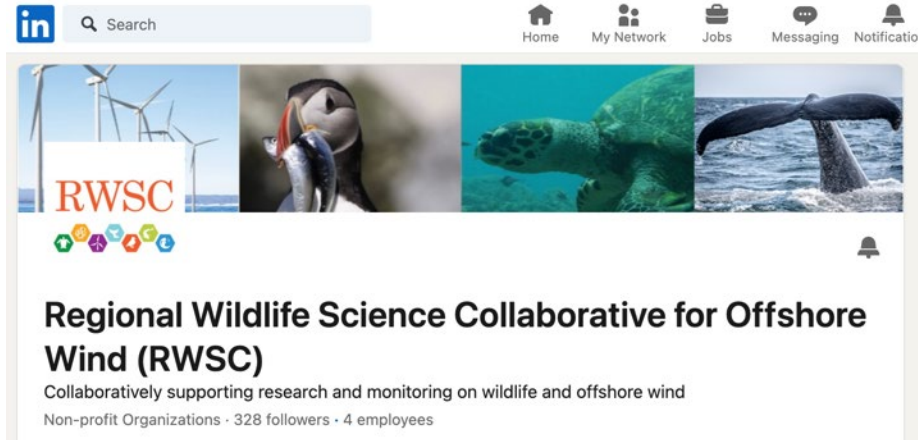 in
Search
Home
My Network
Jobs
Messaging
Notificatio
RWSC
Regional Wildlife Science Collaborative for Offshore
Wind (RWSC)
Collaboratively supporting research and monitoring on wildlife and offshore wind
Non-profit Organizations · 328 followers · 4 employees